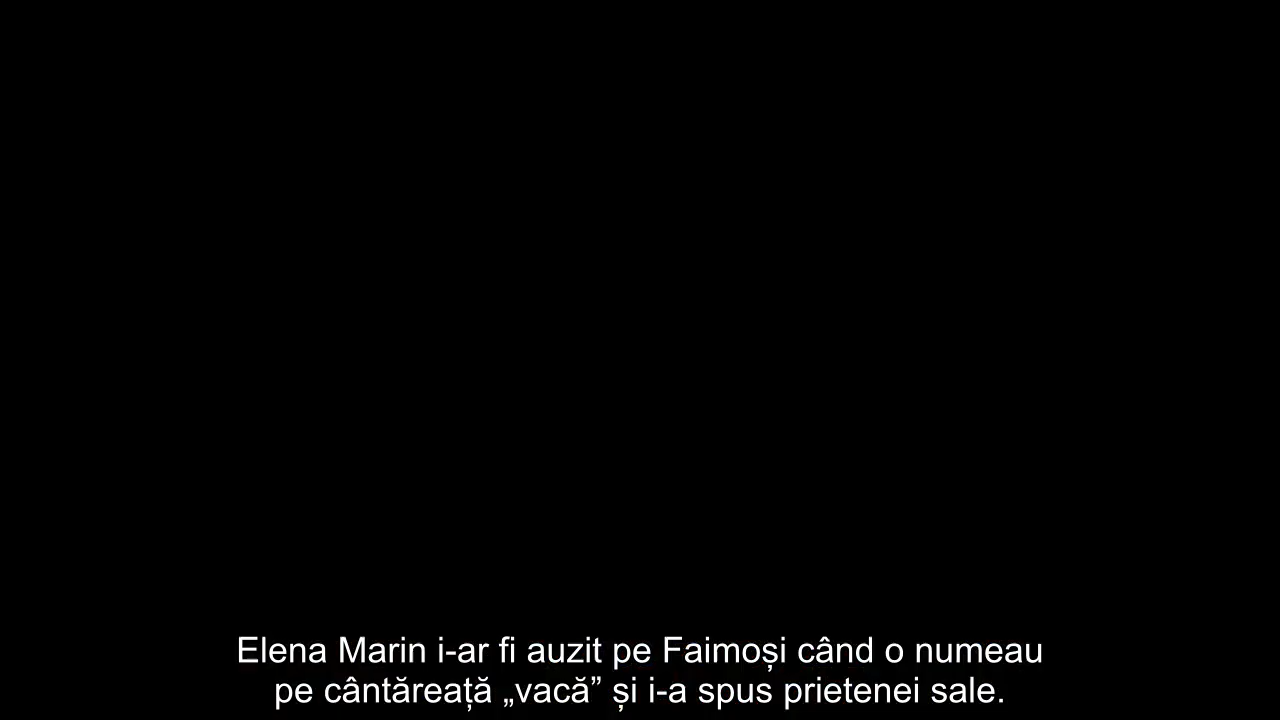 Elena Marin i-ar fi auzit pe Faimoși când o numeau
pe cântăreață „vacă” și i-a spus prietenei sale.